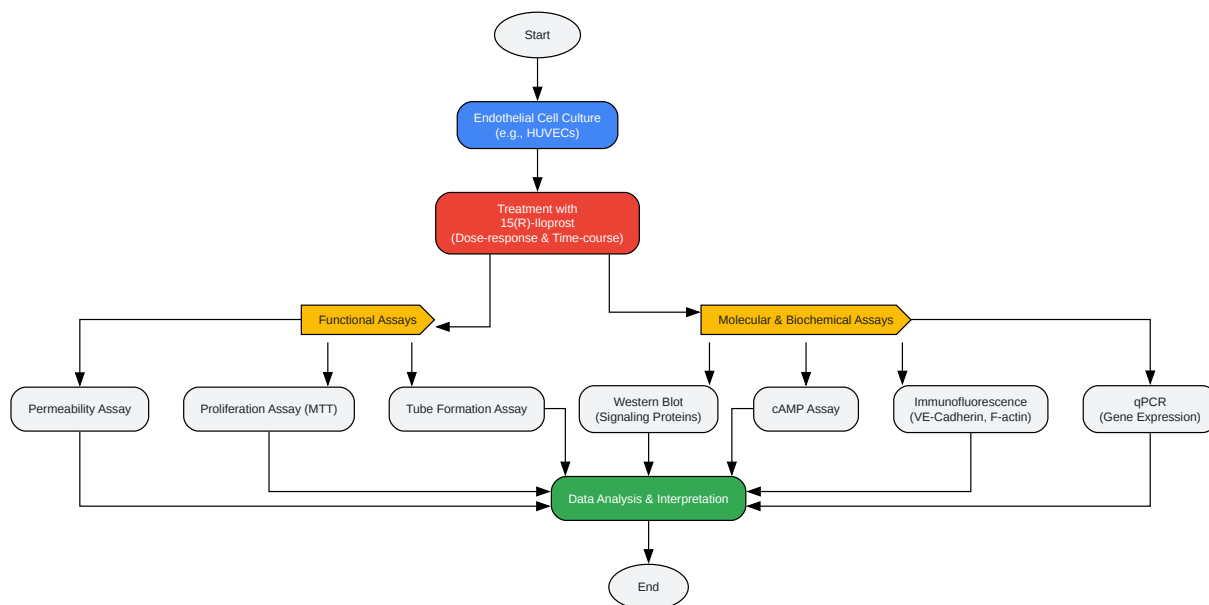 Start
Endothelial Cell Culture
(e.g., HUVECs)
Treatment with
15(R)-Iloprost
(Dose-response & Time-course)
Functional Assays
Molecular & Biochemical Assays
Permeability Assay
Proliferation Assay (MTT)
Tube Formation Assay
Western Blot
(Signaling Proteins)
cAMP Assay
Immunofluorescence
(VE-Cadherin, F-actin)
qPCR
(Gene Expression)
Data Analysis & Interpretation
End